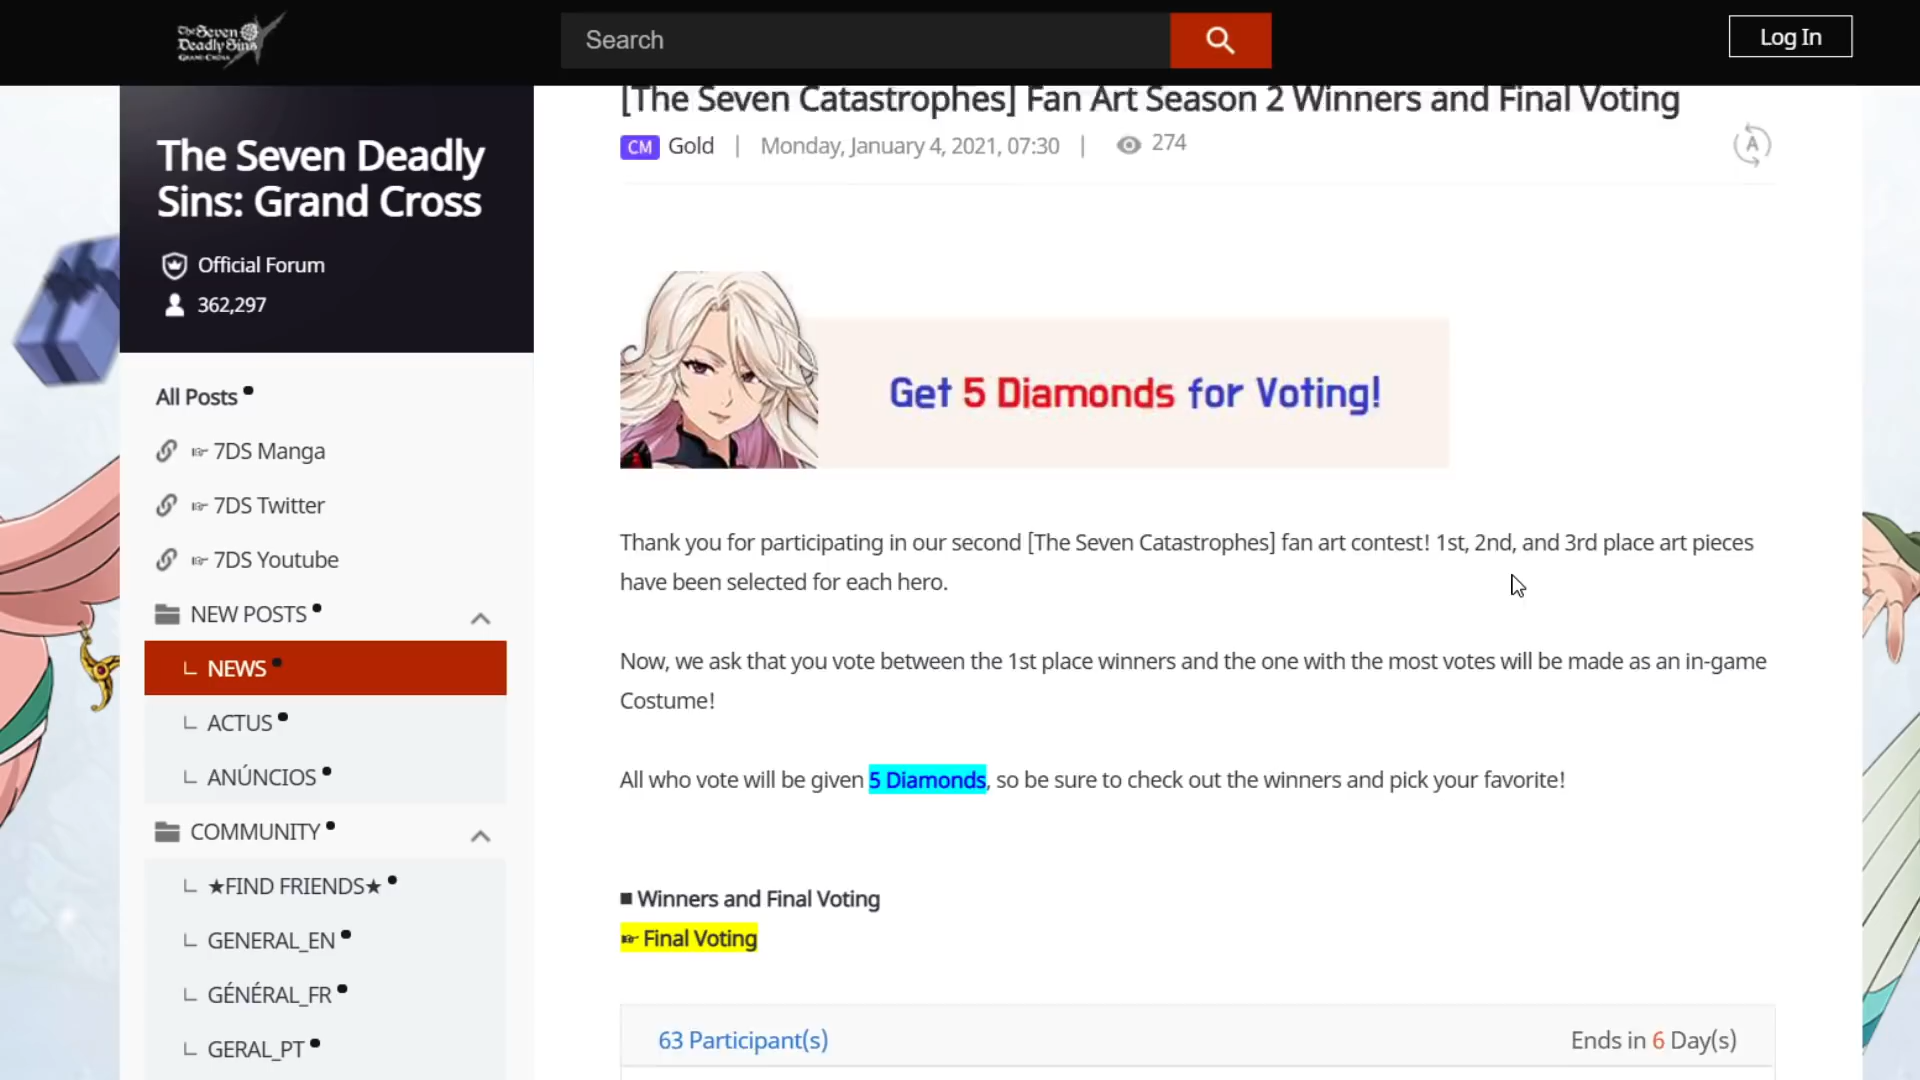 The Seven
Deadly Sins
GRAND CROSS
Search
Log In
The Seven Deadly
Sins: Grand Cross
Official Forum
362,297
All Posts
☞ 7DS Manga
☞ 7DS Twitter
☞ 7DS Youtube
NEW POSTS
NEWS
ACTUS
ANÚNCIOS
COMMUNITY
★FIND FRIENDS★
GENERAL_EN
GÉNÉRAL_FR
GERAL_PT
[The Seven Catastrophes] Fan Art Season 2 Winners and Final Voting
CM Gold | Monday, January 4, 2021, 07:30 | 274
A
Get 5 Diamonds for Voting!
Thank you for participating in our second [The Seven Catastrophes] fan art contest! 1st, 2nd, and 3rd place art pieces
have been selected for each hero.
Now, we ask that you vote between the 1st place winners and the one with the most votes will be made as an in-game
Costume!
All who vote will be given 5 Diamonds, so be sure to check out the winners and pick your favorite!
■ Winners and Final Voting
☞ Final Voting
63 Participant(s)
Ends in 6 Day(s)